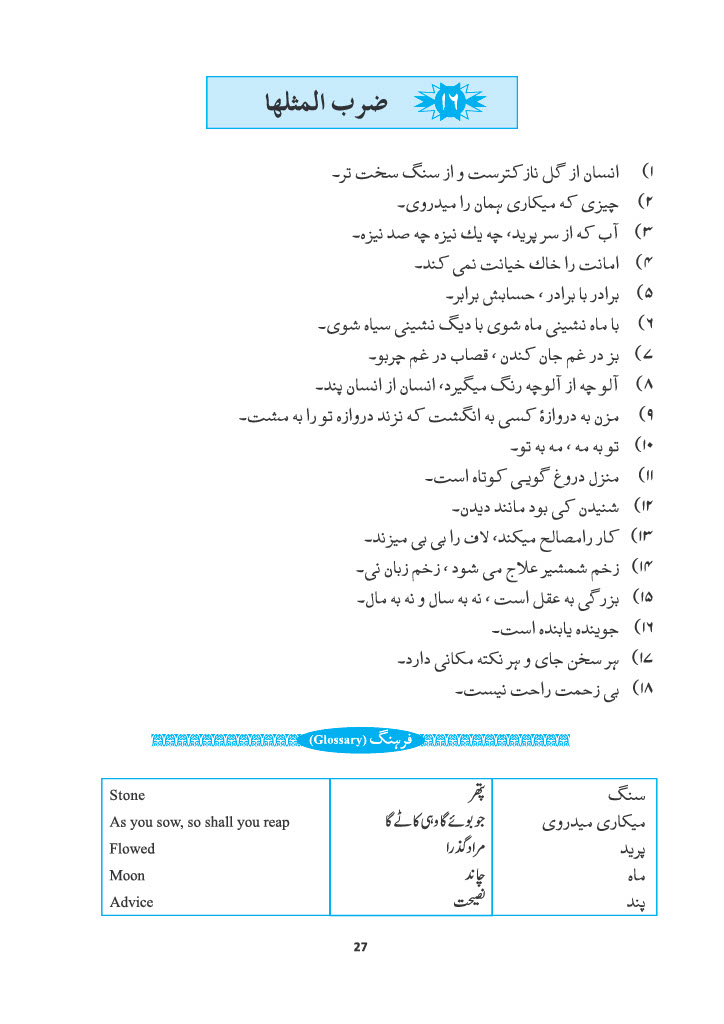 ۱۶ ضرب المثلها
۱) انسان از گل نازکترست و از سنگ سخت تر۔
۲) چیزی که میکاری همان را میدروی۔
۳) آب که از سر پرید، چه یك نیزه چه صد نیزه۔
۴) امانت را خاك خیانت نمی کند۔
۵) برادر با برادر ، حسابش برابر۔
۶) با ماه نشینی ماه شوی با دیگ نشینی سیاه شوی۔
۷) بز در غم جان کندن ، قصاب در غم چربو۔
۸) آلو چه از آلوچه رنگ میگیرد، انسان از انسان پند۔
۹) مزن به دروازۀ کسی به انگشت که نزند دروازه تو را به مشت۔
۱۰) تو به مه ، مه به تو۔
۱۱) منزل دروغ گویی کوتاه است۔
۱۲) شنیدن کی بود مانند دیدن۔
۱۳) کار رامصالح میکند، لاف را بی بی میزند۔
۱۴) زخم شمشیر علاج می شود ، زخم زبان نی۔
۱۵) بزرگی به عقل است ، نه به سال و نه به مال۔
۱۶) جوینده یابنده است۔
۱۷) هر سخن جای و هر نکته مکانی دارد۔
۱۸) بی زحمت راحت نیست۔
فرہنگ (Glossary)
سنگ پتھر Stone
میکاری میدروی جو بوئے گا وہی کاٹے گا As you sow, so shall you reap
پرید مراد گذرا Flowed
ماه چاند Moon
پند نصیحت Advice
27